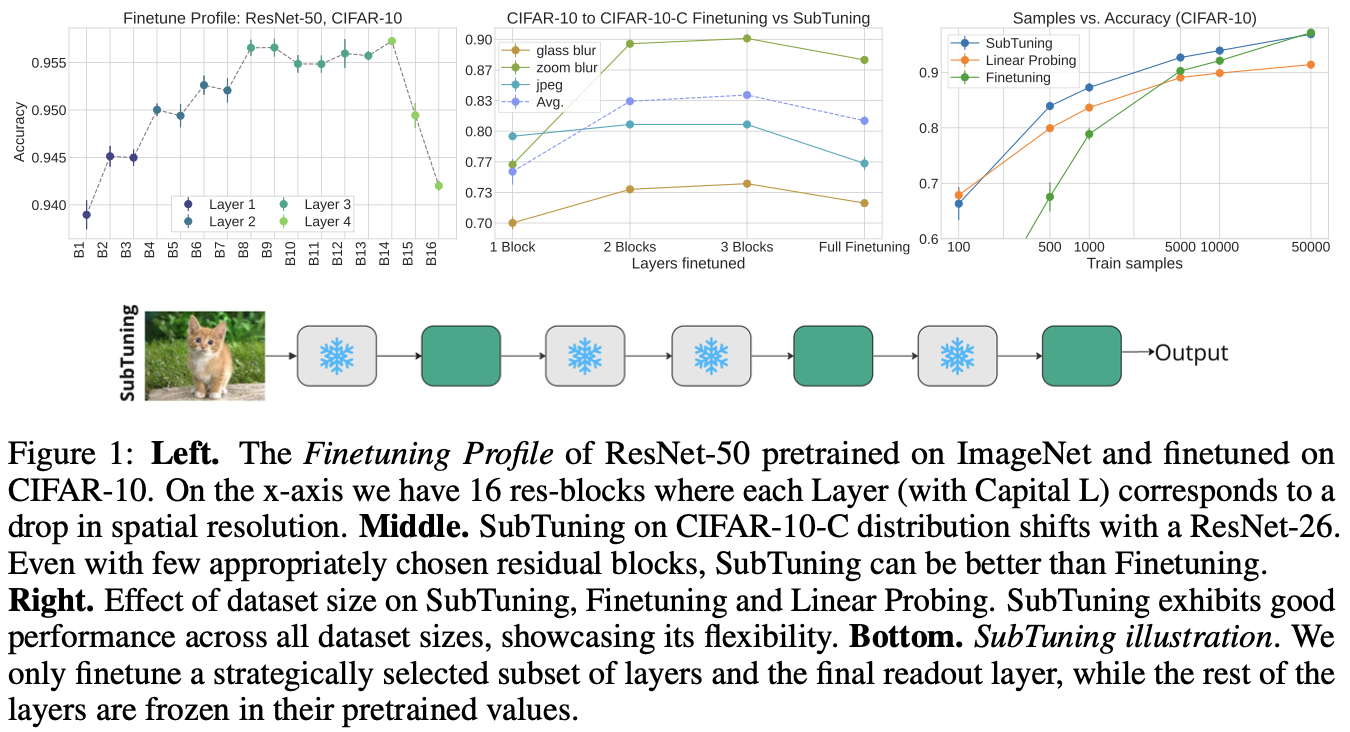 Finetune Profile: ResNet-50, CIFAR-10
Accuracy
0.955
0.950
0.945
0.940
Layer 1
Layer 2
Layer 3
Layer 4
B1
B2
B3
B4
B5
B6
B7
B8
B9
B10
B11
B12
B13
B14
B15
B16
CIFAR-10 to CIFAR-10-C Finetuning vs SubTuning
0.90
0.87
0.83
0.80
0.77
0.73
0.70
glass blur
zoom blur
jpeg
Avg.
1 Block
2 Blocks
3 Blocks
Full Finetuning
Layers finetuned
Samples vs. Accuracy (CIFAR-10)
0.9
0.8
0.7
0.6
SubTuning
Linear Probing
Finetuning
100
500
1000
5000
10000
50000
Train samples
SubTuning
Output
Figure 1: Left. The Finetuning Profile of ResNet-50 pretrained on ImageNet and finetuned on
CIFAR-10. On the x-axis we have 16 res-blocks where each Layer (with Capital L) corresponds to a
drop in spatial resolution. Middle. SubTuning on CIFAR-10-C distribution shifts with a ResNet-26.
Even with few appropriately chosen residual blocks, SubTuning can be better than Finetuning.
Right. Effect of dataset size on SubTuning, Finetuning and Linear Probing. SubTuning exhibits good
performance across all dataset sizes, showcasing its flexibility. Bottom. SubTuning illustration. We
only finetune a strategically selected subset of layers and the final readout layer, while the rest of the
layers are frozen in their pretrained values.